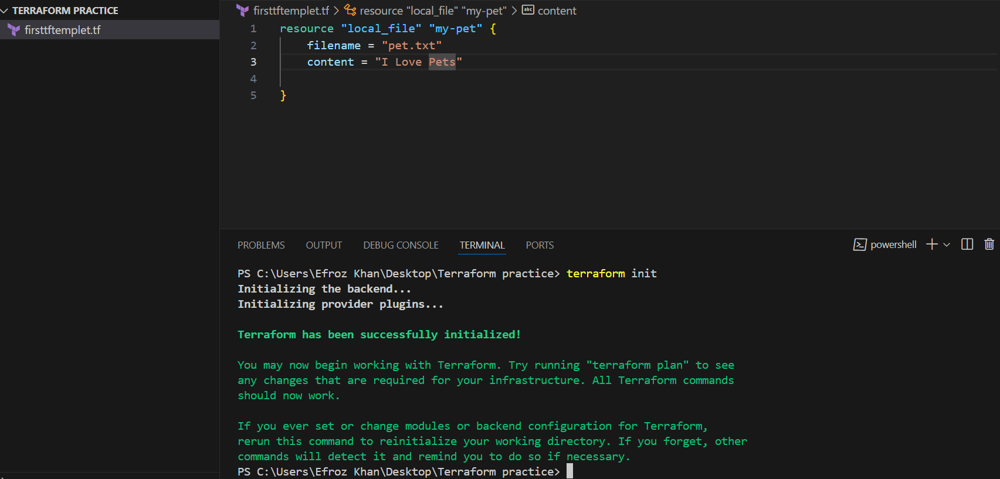 TERRAFORM PRACTICE
firsttftemplet.tf
firsttftemplet.tf > resource "local_file" "my-pet" > abc content
1 resource "local_file" "my-pet" {
2 filename = "pet.txt"
3 content = "I Love Pets"
4
5 }
PROBLEMS OUTPUT DEBUG CONSOLE TERMINAL PORTS powershell
PS C:\Users\Efroz Khan\Desktop\Terraform practice> terraform init
Initializing the backend...
Initializing provider plugins...
Terraform has been successfully initialized!
You may now begin working with Terraform. Try running "terraform plan" to see
any changes that are required for your infrastructure. All Terraform commands
should now work.
If you ever set or change modules or backend configuration for Terraform,
rerun this command to reinitialize your working directory. If you forget, other
commands will detect it and remind you to do so if necessary.
PS C:\Users\Efroz Khan\Desktop\Terraform practice>